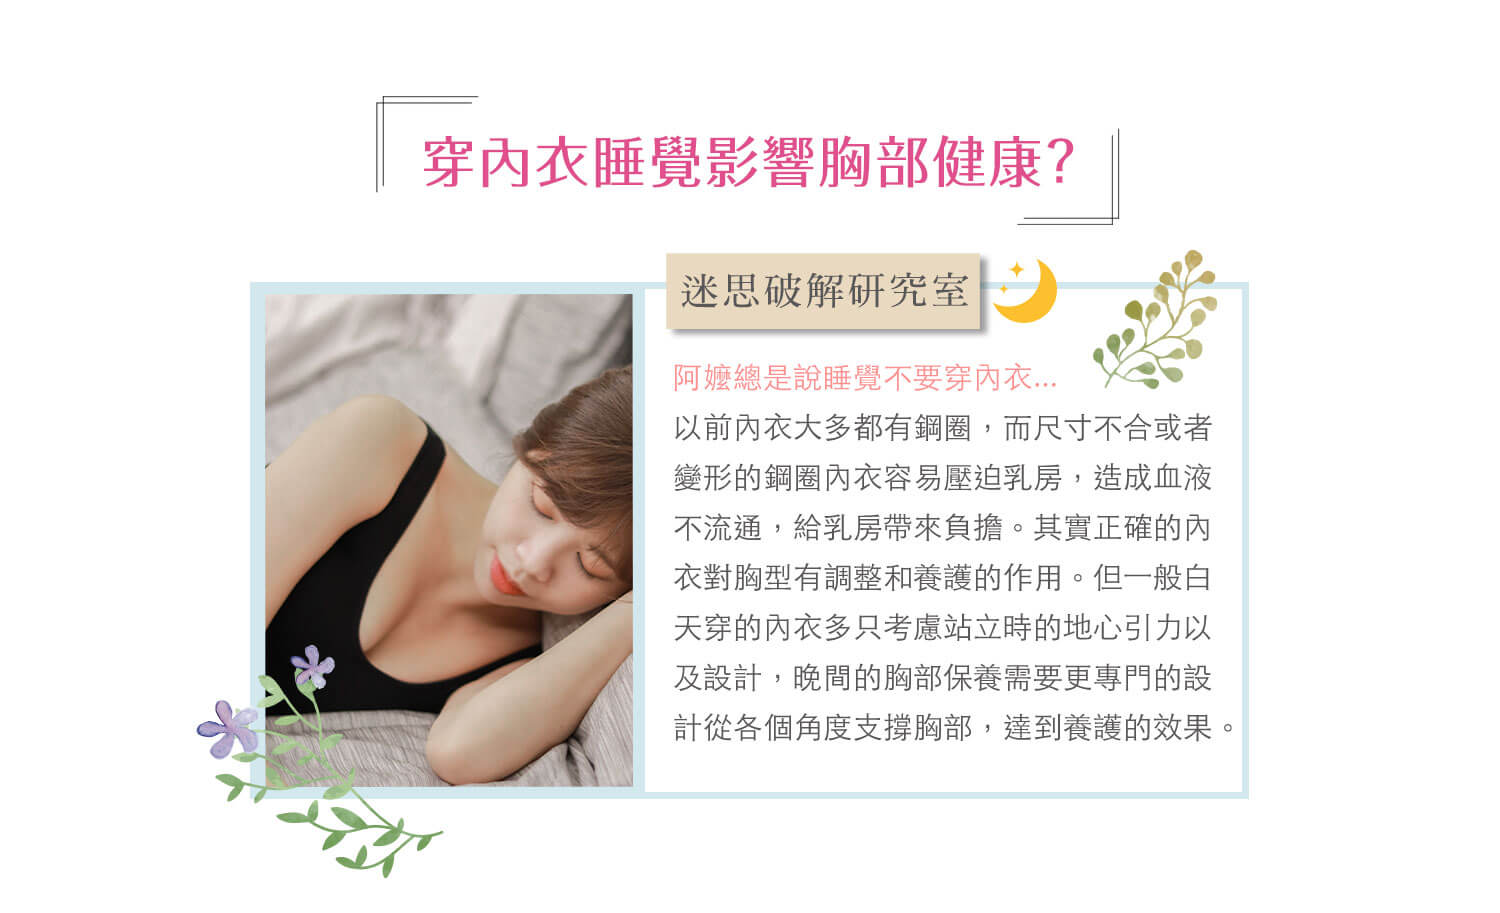 穿內衣睡覺影響胸部健康?
迷思破解研究室
阿嬤總是說睡覺不要穿內衣...
以前內衣大多都有鋼圈，而尺寸不合或者
變形的鋼圈內衣容易壓迫乳房，造成血液
不流通，給乳房帶來負擔。其實正確的內
衣對胸型有調整和養護的作用。但一般白
天穿的內衣多只考慮站立時的地心引力以
及設計，晚間的胸部保養需要更專門的設
計從各個角度支撐胸部，達到養護的效果。